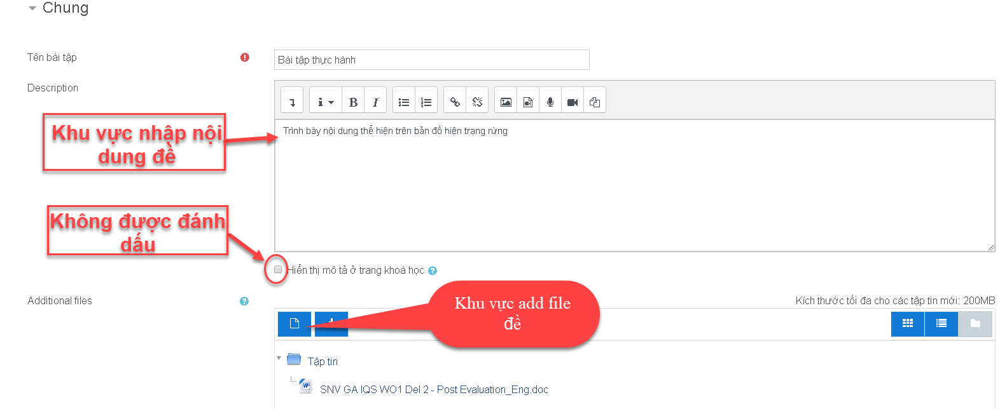 Chung
Tên bài tập
Bài tập thực hành
Description
Khu vực nhập nội
dung đề
Trình bày nội dung thể hiện trên bản đồ hiện trạng rừng
Không được đánh
dấu
Hiển thị mô tả ở trang khoá học
Additional files
Khu vực add file
đề
Kích thước tối đa cho các tập tin mới: 200MB
Tập tin
SNV GA IQS WO1 Del 2 - Post Evaluation_Eng.doc